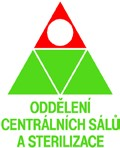 ODDĚLENÍ
CENTRÁLNÍCH SÁLŮ
A STERILIZACE